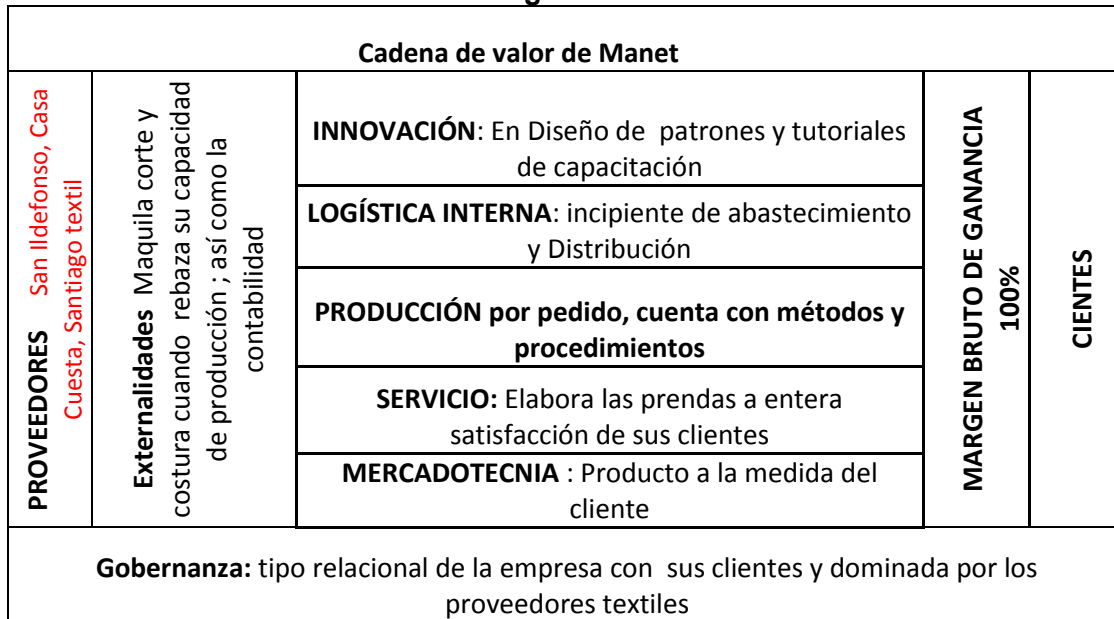 Cadena de valor de Manet
PROVEEDORES San Ildefonso, Casa
Cuesta, Santiago textil
Externalidades Maquila corte y
costura cuando rebaza su capacidad
de producción ; así como la
contabilidad
INNOVACIÓN: En Diseño de patrones y tutoriales
de capacitación
LOGÍSTICA INTERNA: incipiente de abastecimiento
y Distribución
PRODUCCIÓN por pedido, cuenta con métodos y
procedimientos
SERVICIO: Elabora las prendas a entera
satisfacción de sus clientes
MERCADOTECNIA : Producto a la medida del
cliente
MARGEN BRUTO DE GANANCIA
100%
CIENTES
Gobernanza: tipo relacional de la empresa con sus clientes y dominada por los
proveedores textiles